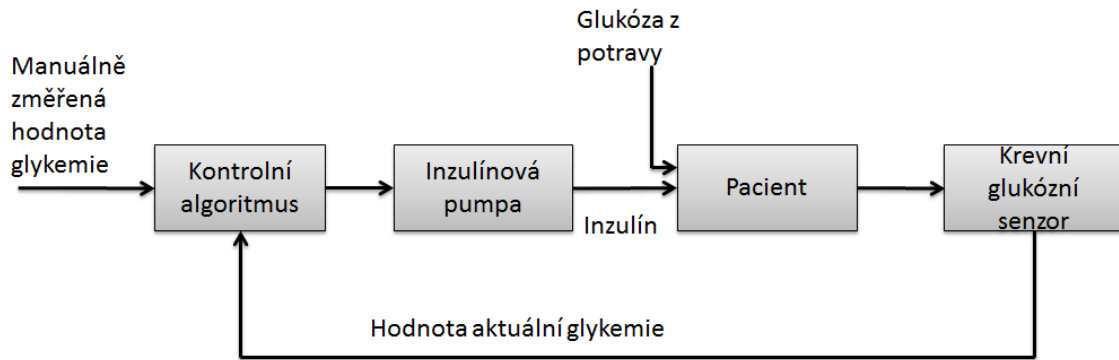 Glukóza z
potravy
Manuálně
změřená
hodnota
glykemie
Kontrolní
algoritmus
Inzulínová
pumpa
Inzulín
Pacient
Krevní
glukózní
senzor
Hodnota aktuální glykemie